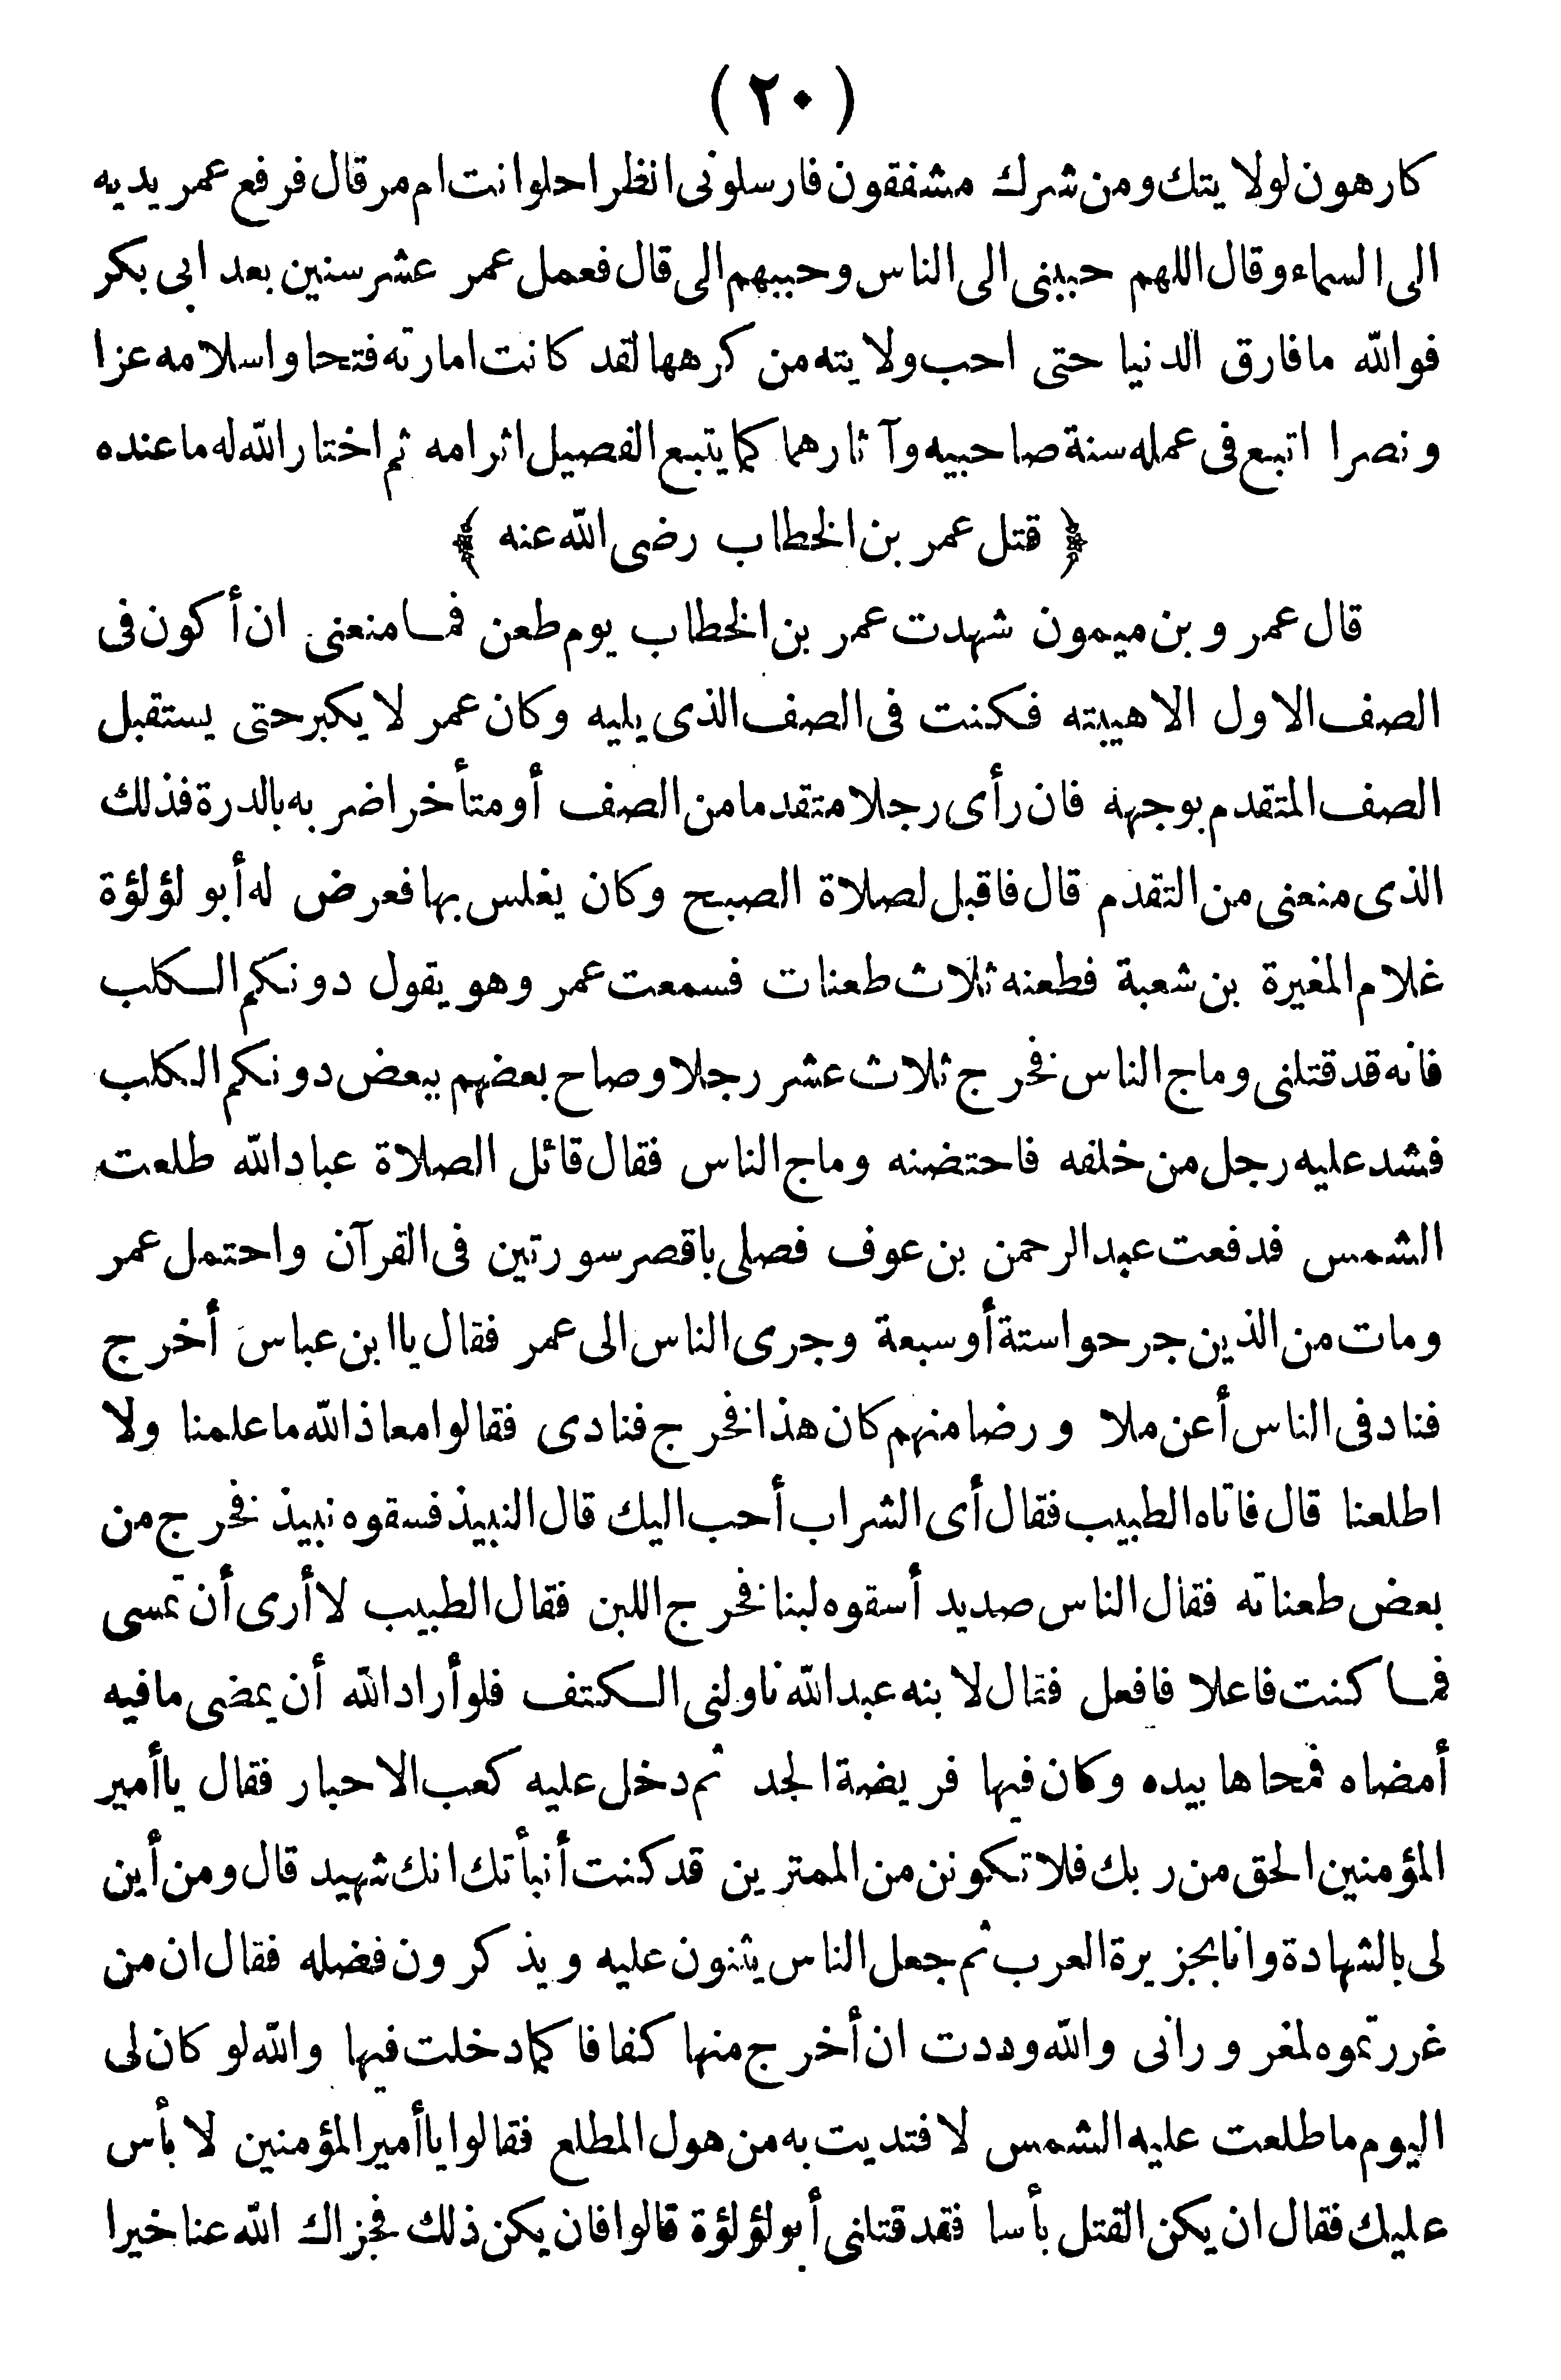 ( ٢٠ )
كارهون لولايتك ومن شرك مشفقون فارسلونى انظر احلو انت ام مر قال فرفع عمر يديه
الى السماء وقال اللهم حببنى الى الناس وحببهم الى قال فعمل عمر عشر سنين بعد ابى بكر
فوالله ما فارق الدنيا حتى احب ولايته من كرهها لقد كانت امارته فتحا واسلامه عزا
ونصرا اتبع فى عمله سنة صاحبيه وآثارهما كما يتبع الفصيل اثر امه ثم اختار الله له ما عنده
﴿ قتل عمر بن الخطاب رضى الله عنه ﴾
قال عمرو بن ميمون شهدت عمر بن الخطاب يوم طعن فما منعنى ان أكون فى
الصف الاول الا هيبته فكنت فى الصف الذى يليه وكان عمر لا يكبر حتى يستقبل
الصف المتقدم بوجهه فان رأى رجلا متقدما من الصف أو متأخرا ضربه بالدرة فذلك
الذى منعنى من التقدم قال فاقبل لصلاة الصبح وكان يغلس بها فعرض له أبو لؤلؤة
غلام المغيرة بن شعبة فطعنه ثلاث طعنات فسمعت عمر وهو يقول دونكم الكلب
فانه قد قتلنى وماج الناس فخرج ثلاث عشر رجلا وصاح بعضهم ببعض دونكم الكلب
فشد عليه رجل من خلفه فاحتضنه وماج الناس فقال قائل الصلاة عباد الله طلعت
الشمس فدفعت عبد الرحمن بن عوف فصلى باقصر سورتين فى القرآن واحتمل عمر
ومات من الذين جرحوا ستة أو سبعة وجرى الناس الى عمر فقال يا ابن عباس أخرج
فناد فى الناس أعن ملا ورضا منهم كان هذا فخرج فنادى فقالوا معاذ الله ما علمنا ولا
اطلعنا قال فاتاه الطبيب فقال أى الشراب أحب اليك قال النبيذ فسقوه نبيذ فخرج من
بعض طعناته فقال الناس صديد أسقوه لبنا فخرج اللبن فقال الطبيب لا أرى أن تمسى
فما كنت فاعلا فافعل فقال لابنه عبد الله ناولنى الكتف فلو أراد الله أن يمضى ما فيه
أمضاه فمحاها بيده وكان فيها فريضة الجد ثم دخل عليه كعب الاحبار فقال يا أمير
المؤمنين الحق من ربك فلا تكونن من الممترين قد كنت أنبأتك انك شهيد قال ومن أين
لى بالشهادة وانا بجزيرة العرب ثم جعل الناس يثنون عليه ويذكرون فضله فقال ان من
غررتموه لمغرور انى والله وددت ان أخرج منها كفافا كما دخلت فيها والله لو كان لى
اليوم ما طلعت عليه الشمس لافتديت به من هول المطلع فقالوا يا أمير المؤمنين لا بأس
عليك فقال ان يكن القتل بأسا فقد قتلنى أبو لؤلؤة قالوا فان يكن ذلك فجزاك الله عنا خيرا